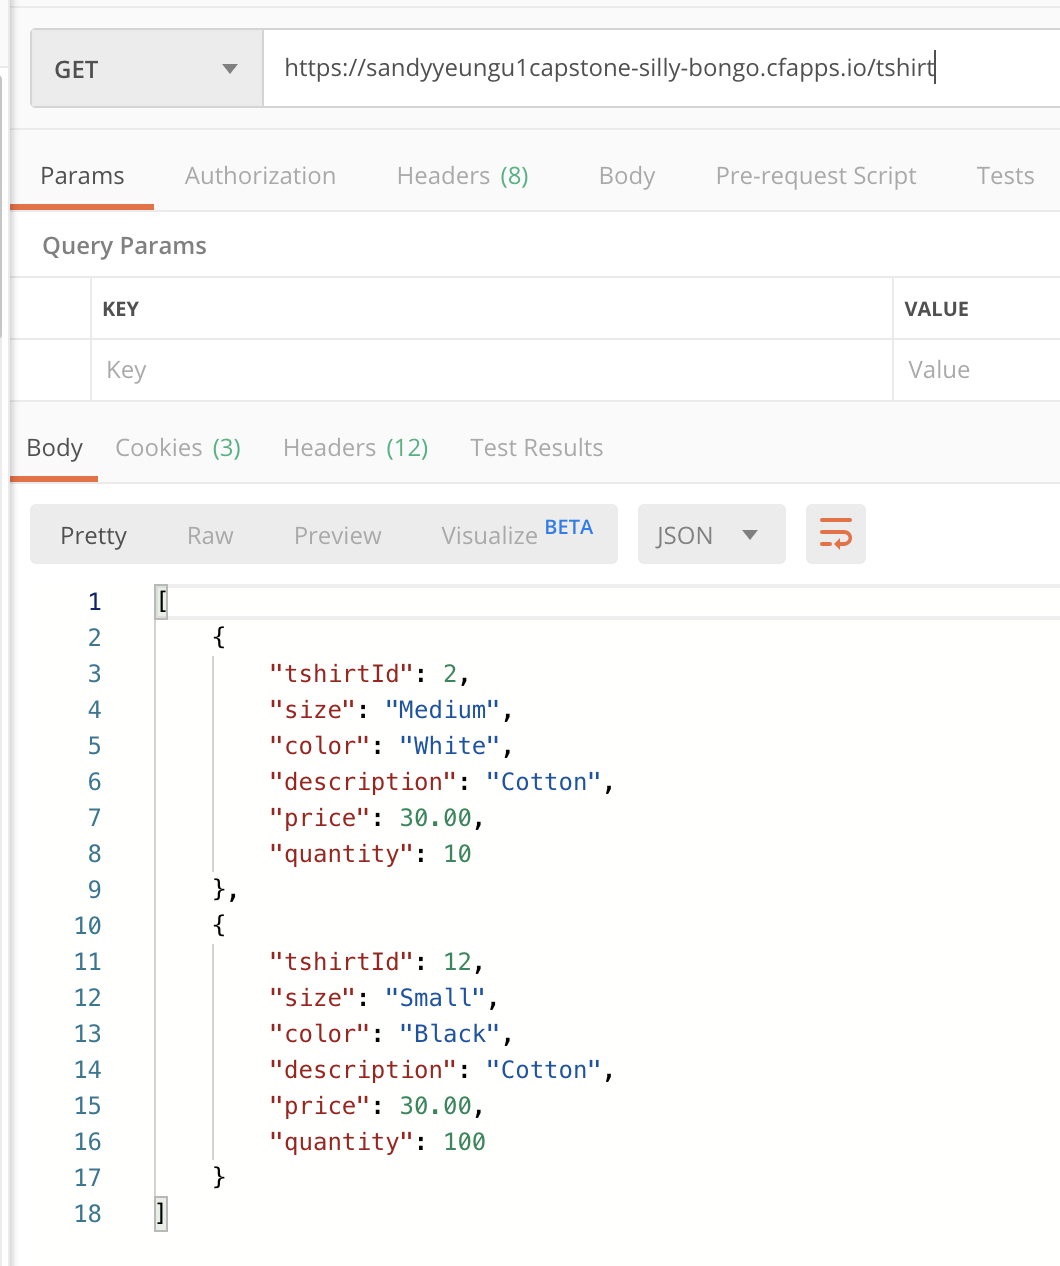 GET https://sandyyeungu1capstone-silly-bongo.cfapps.io/tshirt
Params Authorization Headers (8) Body Pre-request Script Tests
Query Params
KEY VALUE
Key Value
Body Cookies (3) Headers (12) Test Results
Pretty Raw Preview Visualize BETA JSON
1 [
2 {
3 "tshirtId": 2,
4 "size": "Medium",
5 "color": "White",
6 "description": "Cotton",
7 "price": 30.00,
8 "quantity": 10
9 },
10 {
11 "tshirtId": 12,
12 "size": "Small",
13 "color": "Black",
14 "description": "Cotton",
15 "price": 30.00,
16 "quantity": 100
17 }
18 ]